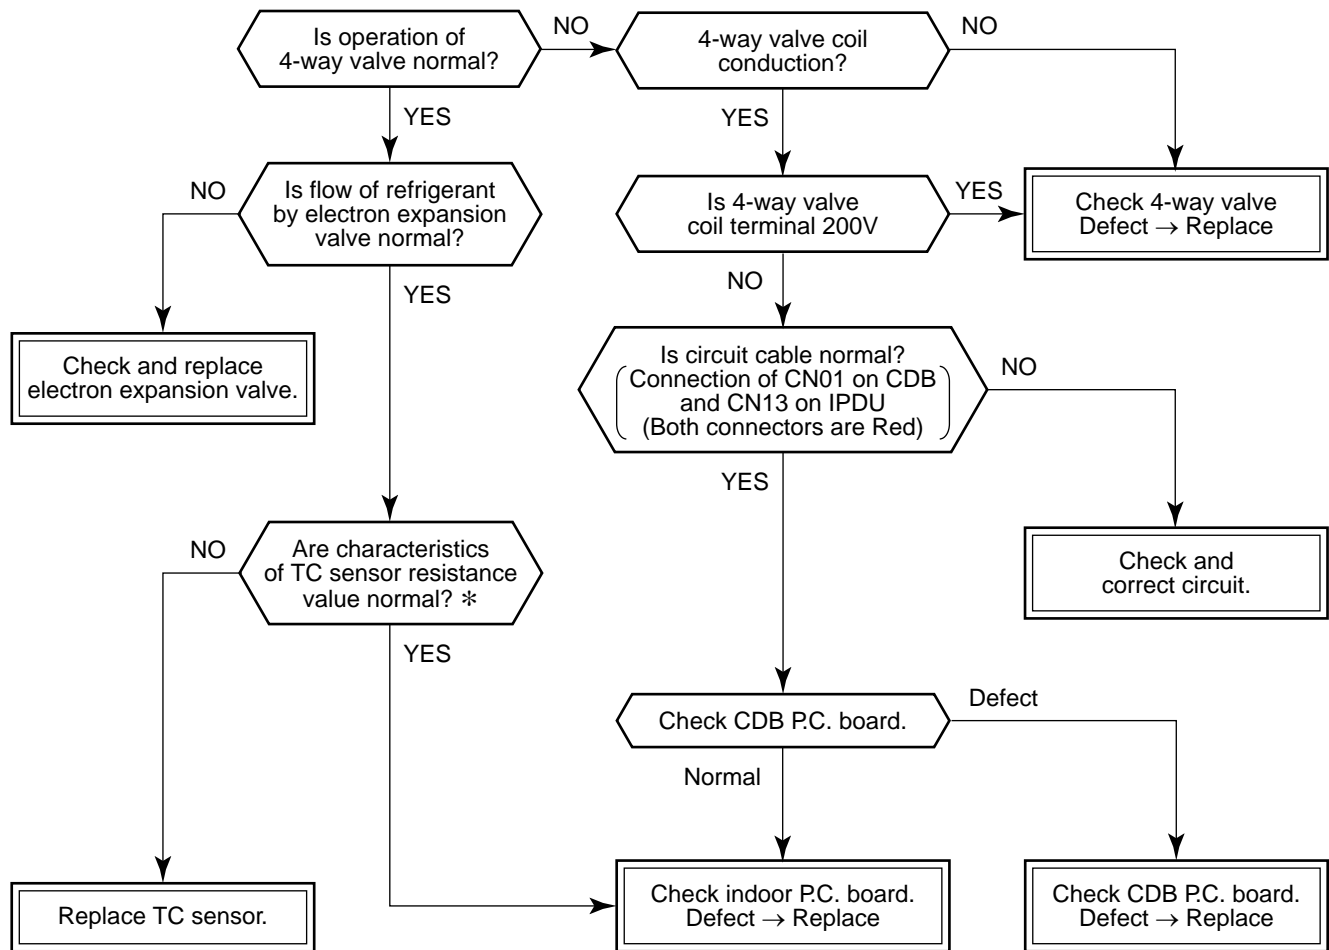 Is operation of
4-way valve normal?
NO
4-way valve coil
conduction?
NO
YES
YES
NO
Is flow of refrigerant
by electron expansion
valve normal?
Is 4-way valve
coil terminal 200V
YES
Check 4-way valve
Defect → Replace
YES
NO
Check and replace
electron expansion valve.
Is circuit cable normal?
Connection of CN01 on CDB
and CN13 on IPDU
(Both connectors are Red)
NO
YES
NO
Are characteristics
of TC sensor resistance
value normal? *
Check and
correct circuit.
YES
Check CDB P.C. board.
Defect
Normal
Replace TC sensor.
Check indoor P.C. board.
Defect → Replace
Check CDB P.C. board.
Defect → Replace